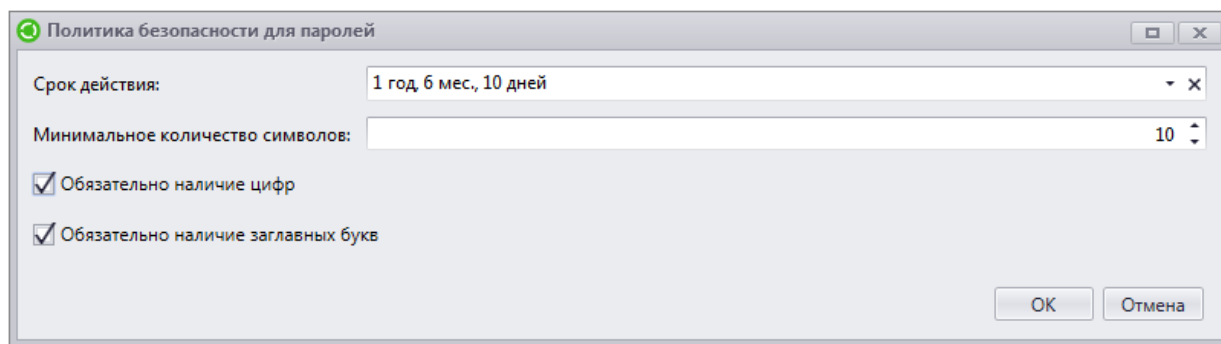 Политика безопасности для паролей
Срок действия: 1 год, 6 мес., 10 дней
Минимальное количество символов: 10
Обязательно наличие цифр
Обязательно наличие заглавных букв
ОК Отмена